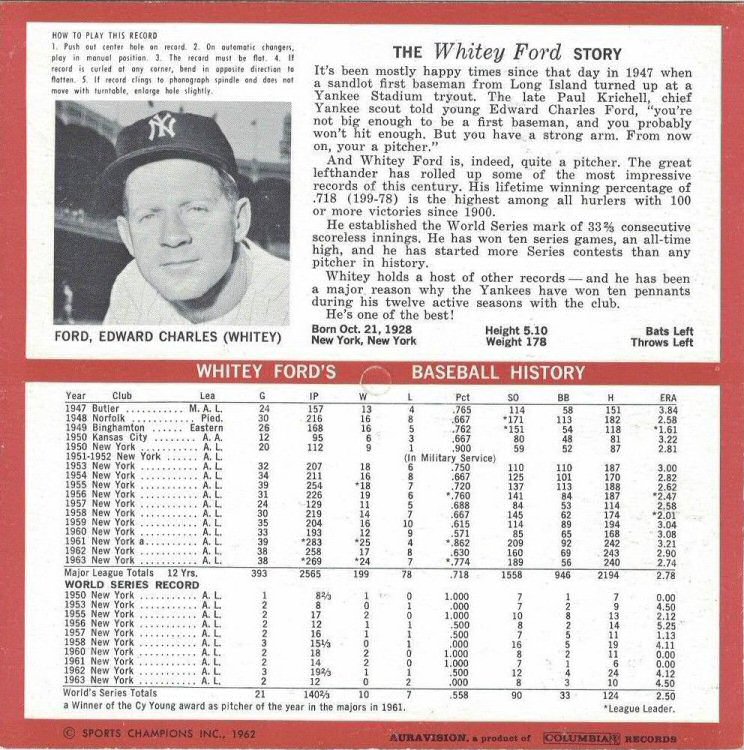 HOW TO PLAY THIS RECORD
1. Push out center hole on record. 2. On automatic changers,
play in manual position. 3. The record must be flat. 4. If
record is curled at any corner, bend in opposite direction to
flatten. 5. If record clings to phonograph spindle and does not
move with turntable, enlarge hole slightly.
NY
FORD, EDWARD CHARLES (WHITEY)
THE Whitey Ford STORY
It's been mostly happy times since that day in 1947 when
a sandlot first baseman from Long Island turned up at a
Yankee Stadium tryout. The late Paul Krichell, chief
Yankee scout told young Edward Charles Ford, "you're
not big enough to be a first baseman, and you probably
won't hit enough. But you have a strong arm. From now
on, your a pitcher."
And Whitey Ford is, indeed, quite a pitcher. The great
lefthander has rolled up some of the most impressive
records of this century. His lifetime winning percentage of
.718 (199-78) is the highest among all hurlers with 100
or more victories since 1900.
He established the World Series mark of 33⅔ consecutive
scoreless innings. He has won ten series games, an all-time
high, and he has started more Series contests than any
pitcher in history.
Whitey holds a host of other records — and he has been
a major reason why the Yankees have won ten pennants
during his twelve active seasons with the club.
He's one of the best!
Born Oct. 21, 1928 Height 5.10 Bats Left
New York, New York Weight 178 Throws Left
WHITEY FORD'S BASEBALL HISTORY
Year Club Lea G IP W L Pct SO BB H ERA
1947 Butler ........... M. A. L. 24 157 13 4 .765 114 58 151 3.84
1948 Norfolk ........... Pied. 30 216 16 8 .667 *171 113 182 2.58
1949 Binghamton ...... Eastern 26 168 16 5 .762 *151 54 118 *1.61
1950 Kansas City ........ A. A. 12 95 6 3 .667 80 48 81 3.22
1950 New York .......... A. L. 20 112 9 1 .900 59 52 87 2.81
1951-1952 New York ...... A. L. (In Military Service)
1953 New York .......... A. L. 32 207 18 6 .750 110 110 187 3.00
1954 New York .......... A. L. 34 211 16 8 .667 125 101 170 2.82
1955 New York .......... A. L. 39 254 *18 7 .720 137 113 188 2.62
1956 New York .......... A. L. 31 226 19 6 *.760 141 84 187 *2.47
1957 New York .......... A. L. 24 129 11 5 .688 84 53 114 2.58
1958 New York .......... A. L. 30 219 14 7 .667 145 62 174 *2.01
1959 New York .......... A. L. 35 204 16 10 .615 114 89 194 3.04
1960 New York .......... A. L. 33 193 12 9 .571 85 65 168 3.08
1961 New York a......... A. L. 39 *283 *25 4 *.862 209 92 242 3.21
1962 New York .......... A. L. 38 258 17 8 .630 160 69 243 2.90
1963 New York .......... A. L. 38 *269 *24 7 *.774 189 56 240 2.74
Major League Totals 12 Yrs. 393 2565 199 78 .718 1558 946 2194 2.78
WORLD SERIES RECORD
1950 New York .......... A. L. 1 8⅔ 1 0 1.000 7 1 7 0.00
1953 New York .......... A. L. 2 8 0 1 .000 7 2 9 4.50
1955 New York .......... A. L. 2 17 2 0 1.000 10 8 13 2.12
1956 New York .......... A. L. 2 12 1 1 .500 8 2 14 5.25
1957 New York .......... A. L. 2 16 1 1 .500 7 5 11 1.13
1958 New York .......... A. L. 3 15⅓ 0 1 .000 16 5 19 4.11
1960 New York .......... A. L. 2 18 2 0 1.000 8 2 11 0.00
1961 New York .......... A. L. 2 14 2 0 1.000 7 1 6 0.00
1962 New York .......... A. L. 3 19⅔ 1 1 .500 12 4 24 4.12
1963 New York .......... A. L. 2 12 0 2 .000 8 3 10 4.50
World's Series Totals 21 140⅔ 10 7 .558 90 33 124 2.50
a Winner of the Cy Young award as pitcher of the year in the majors in 1961. *League Leader.
© SPORTS CHAMPIONS INC., 1962 AURAVISION, a product of COLUMBIA RECORDS